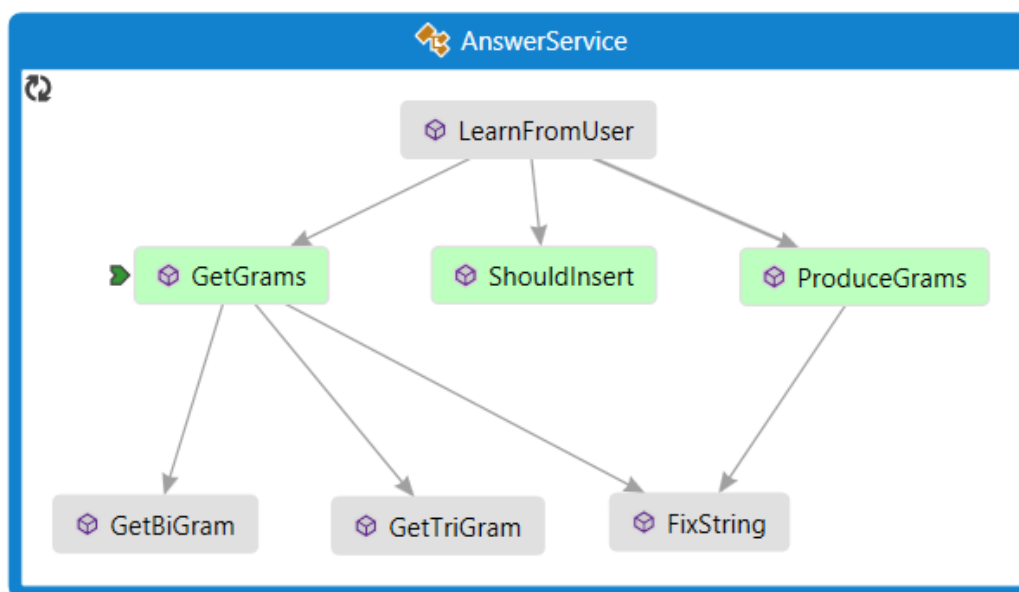 AnswerService
LearnFromUser
GetGrams
ShouldInsert
ProduceGrams
GetBiGram
GetTriGram
FixString